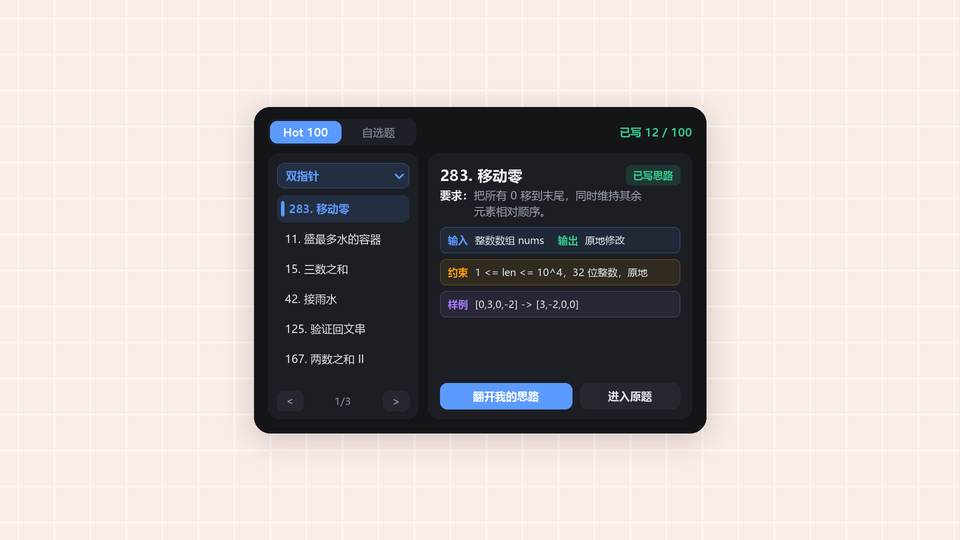 Hot 100
自选题
已写 12 / 100
双指针
283. 移动零
11. 盛最多水的容器
15. 三数之和
42. 接雨水
125. 验证回文串
167. 两数之和 II
<
1/3
>
283. 移动零
已写思路
要求：把所有 0 移到末尾，同时维持其余
元素相对顺序。
输入 整数数组 nums 输出 原地修改
约束 1 <= len <= 10^4，32 位整数，原地
样例 [0,3,0,-2] -> [3,-2,0,0]
翻开我的思路
进入原题